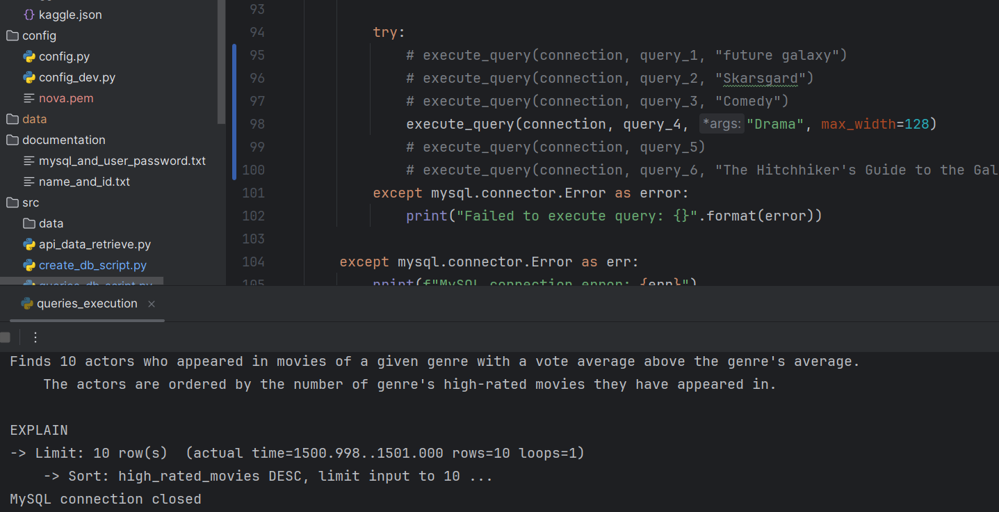 kaggle.json
config
config.py
config_dev.py
nova.pem
data
documentation
mysql_and_user_password.txt
name_and_id.txt
src
data
api_data_retrieve.py
create_db_script.py
queries_db_script.py
93
94 try:
95 # execute_query(connection, query_1, "future galaxy")
96 # execute_query(connection, query_2, "Skarsgard")
97 # execute_query(connection, query_3, "Comedy")
98 execute_query(connection, query_4, *args: "Drama", max_width=128)
99 # execute_query(connection, query_5)
100 # execute_query(connection, query_6, "The Hitchhiker's Guide to the Gal
101 except mysql.connector.Error as error:
102 print("Failed to execute query: {}".format(error))
103
104 except mysql.connector.Error as err:
105 print(f"MySQL connection error: {err}")
queries_execution
Finds 10 actors who appeared in movies of a given genre with a vote average above the genre's average.
The actors are ordered by the number of genre's high-rated movies they have appeared in.
EXPLAIN
-> Limit: 10 row(s)  (actual time=1500.998..1501.000 rows=10 loops=1)
-> Sort: high_rated_movies DESC, limit input to 10 ...
MySQL connection closed